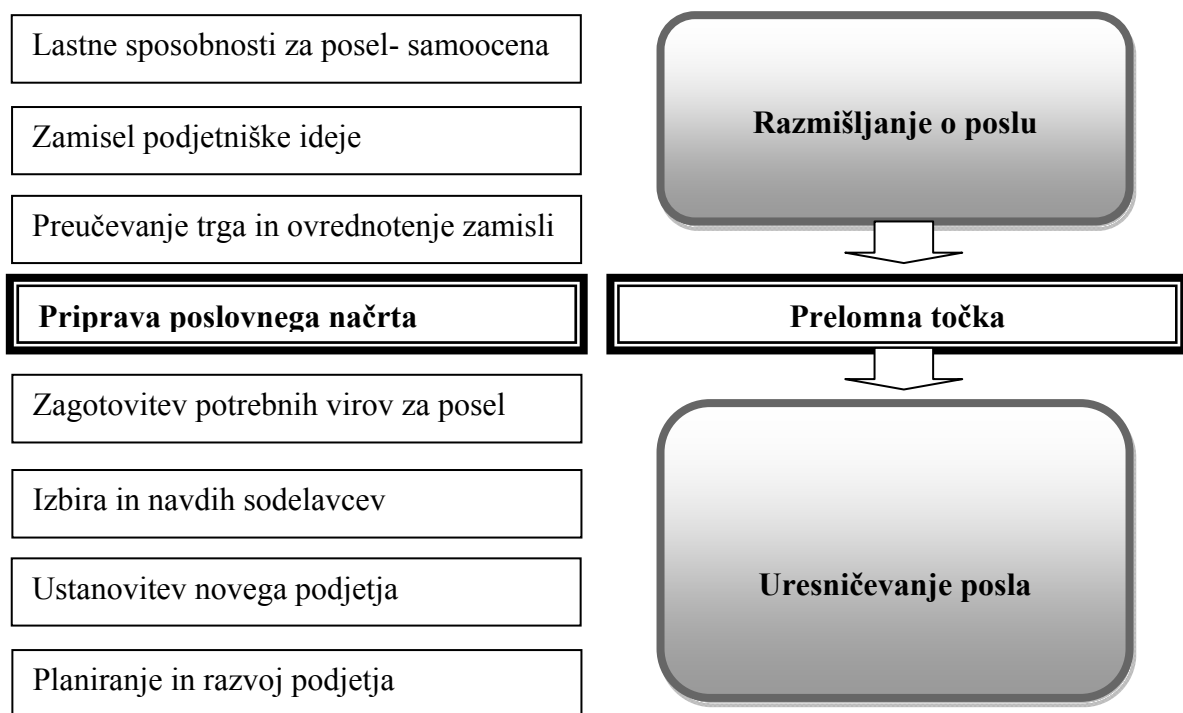 Lastne sposobnosti za posel- samoocena
Zamisel podjetniške ideje
Preučevanje trga in ovrednotenje zamisli
Priprava poslovnega načrta
Zagotovitev potrebnih virov za posel
Izbira in navdih sodelavcev
Ustanovitev novega podjetja
Planiranje in razvoj podjetja
Razmišljanje o poslu
Prelomna točka
Uresničevanje posla